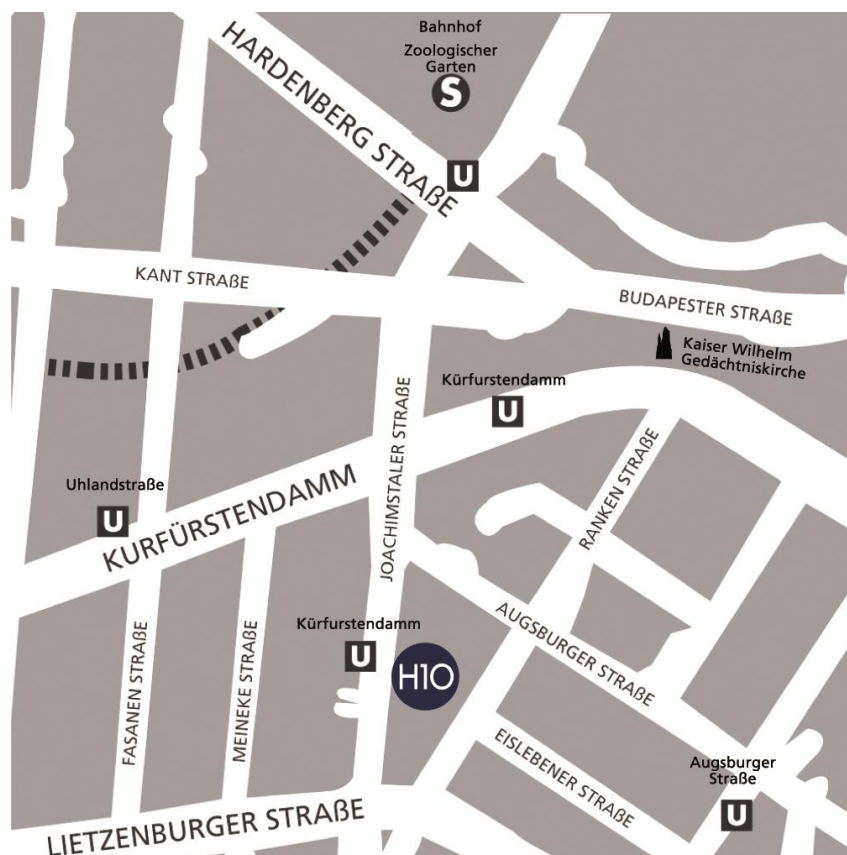 Bahnhof
Zoologischer
Garten
S
HARDENBERG STRAßE
U
KANT STRAßE
BUDAPESTER STRAßE
Kaiser Wilhelm
Gedächtniskirche
Kürfurstendamm
U
JOACHIMSTALER STRAßE
RANKEN STRAßE
Uhlandstraße
U
KURFÜRSTENDAMM
Kürfurstendamm
U
H10
AUGSBURGER STRAßE
FASANEN STRAßE
MEINEKE STRAßE
EISLEBENER STRAßE
Augsburger
Straße
U
LIETZENBURGER STRAßE